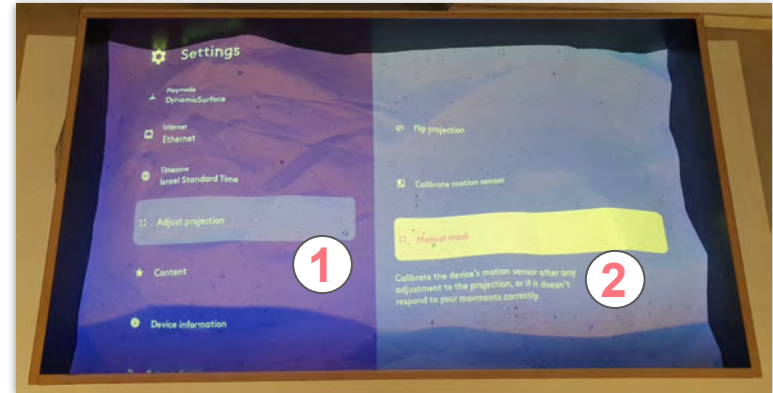 Settings
Playmode
DynamicSurface
Internet
Ethernet
Timezone
Israel Standard Time
Adjust projection
Content
Device information
1
Flip projection
Calibrate motion sensor
Manual mask
Calibrate the device's motion sensor after any
adjustment to the projection, or if it doesn't
respond to your movments correctly.
2